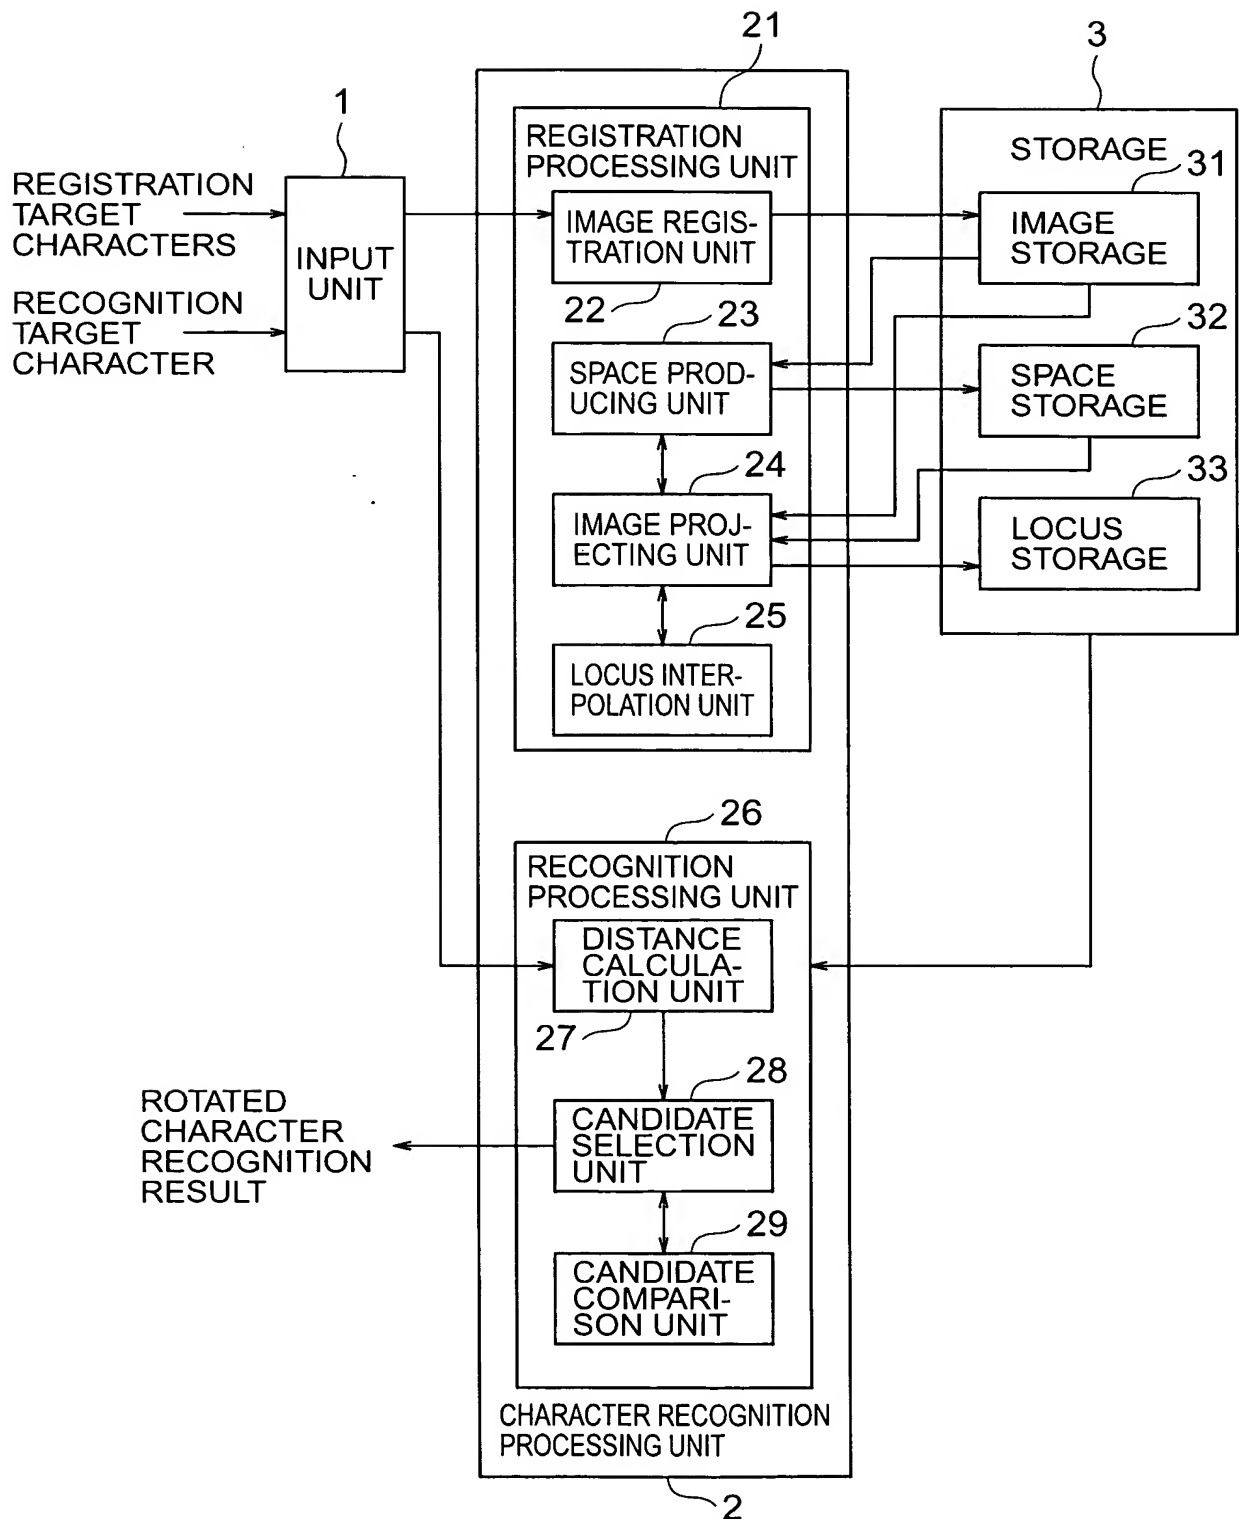 21
3
1
REGISTRATION
PROCESSING UNIT
STORAGE
31
REGISTRATION
TARGET
CHARACTERS
INPUT
UNIT
IMAGE REGIS-
TRATION UNIT
22
IMAGE
STORAGE
RECOGNITION
TARGET
CHARACTER
23
SPACE PROD-
UCING UNIT
32
SPACE
STORAGE
24
IMAGE PROJ-
ECTING UNIT
33
LOCUS
STORAGE
25
LOCUS INTER-
POLATION UNIT
26
RECOGNITION
PROCESSING UNIT
DISTANCE
CALCULA-
TION UNIT
27
28
CANDIDATE
SELECTION
UNIT
ROTATED
CHARACTER
RECOGNITION
RESULT
29
CANDIDATE
COMPARI-
SON UNIT
CHARACTER RECOGNITION
PROCESSING UNIT
2